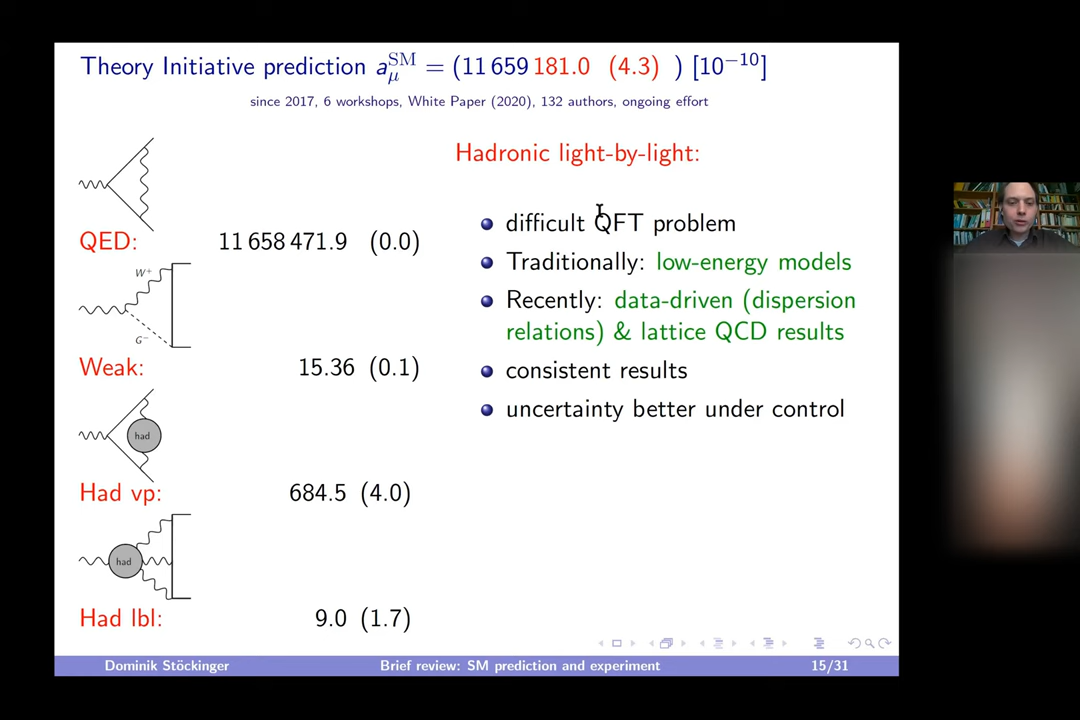 Theory Initiative prediction a_μ^SM = (11 659 181.0 (4.3) ) [10^−10]
since 2017, 6 workshops, White Paper (2020), 132 authors, ongoing effort
QED: 11 658 471.9 (0.0)
W+
G−
Weak: 15.36 (0.1)
had
Had vp: 684.5 (4.0)
had
Had lbl: 9.0 (1.7)
Hadronic light-by-light:
difficult QFT problem
Traditionally: low-energy models
Recently: data-driven (dispersion
relations) & lattice QCD results
consistent results
uncertainty better under control
Dominik Stöckinger Brief review: SM prediction and experiment 15/31